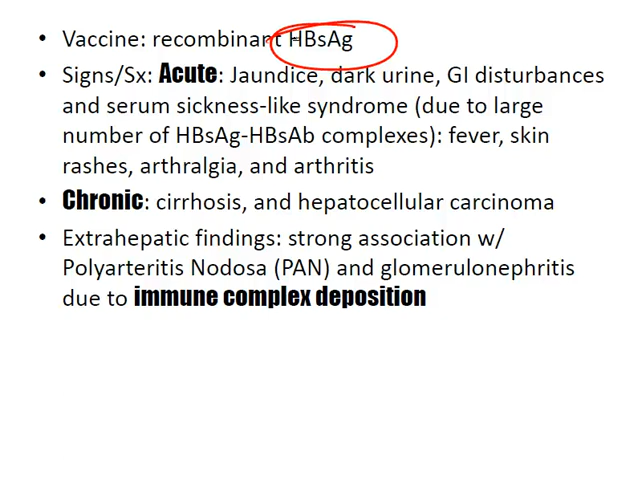 • Vaccine: recombinant HBsAg
• Signs/Sx: Acute: Jaundice, dark urine, GI disturbances
and serum sickness-like syndrome (due to large
number of HBsAg-HBsAb complexes): fever, skin
rashes, arthralgia, and arthritis
• Chronic: cirrhosis, and hepatocellular carcinoma
• Extrahepatic findings: strong association w/
Polyarteritis Nodosa (PAN) and glomerulonephritis
due to immune complex deposition